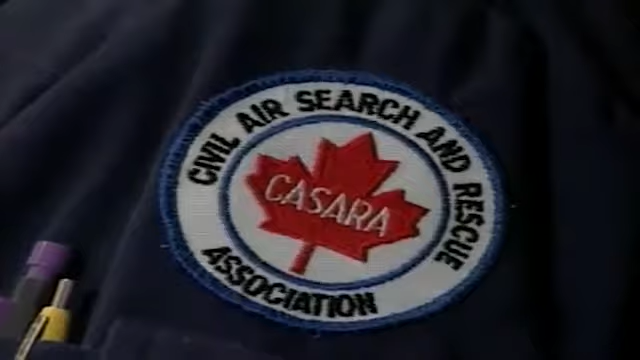 CIVIL AIR SEARCH AND RESCUE
CASARA
ASSOCIATION